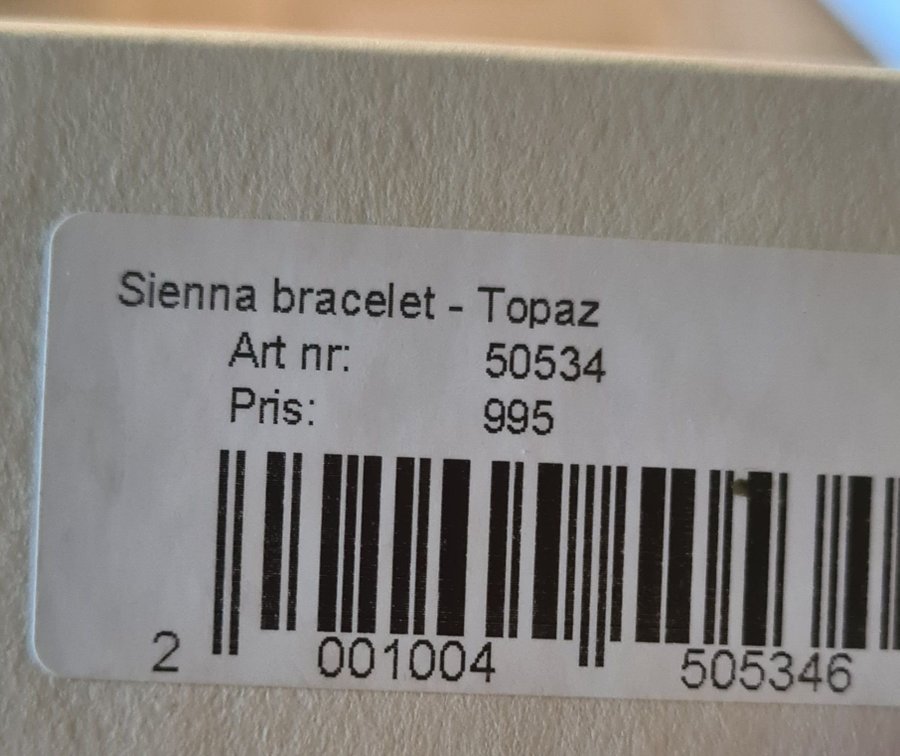 Sienna bracelet - Topaz
Art nr: 50534
Pris: 995
2 001004 505346